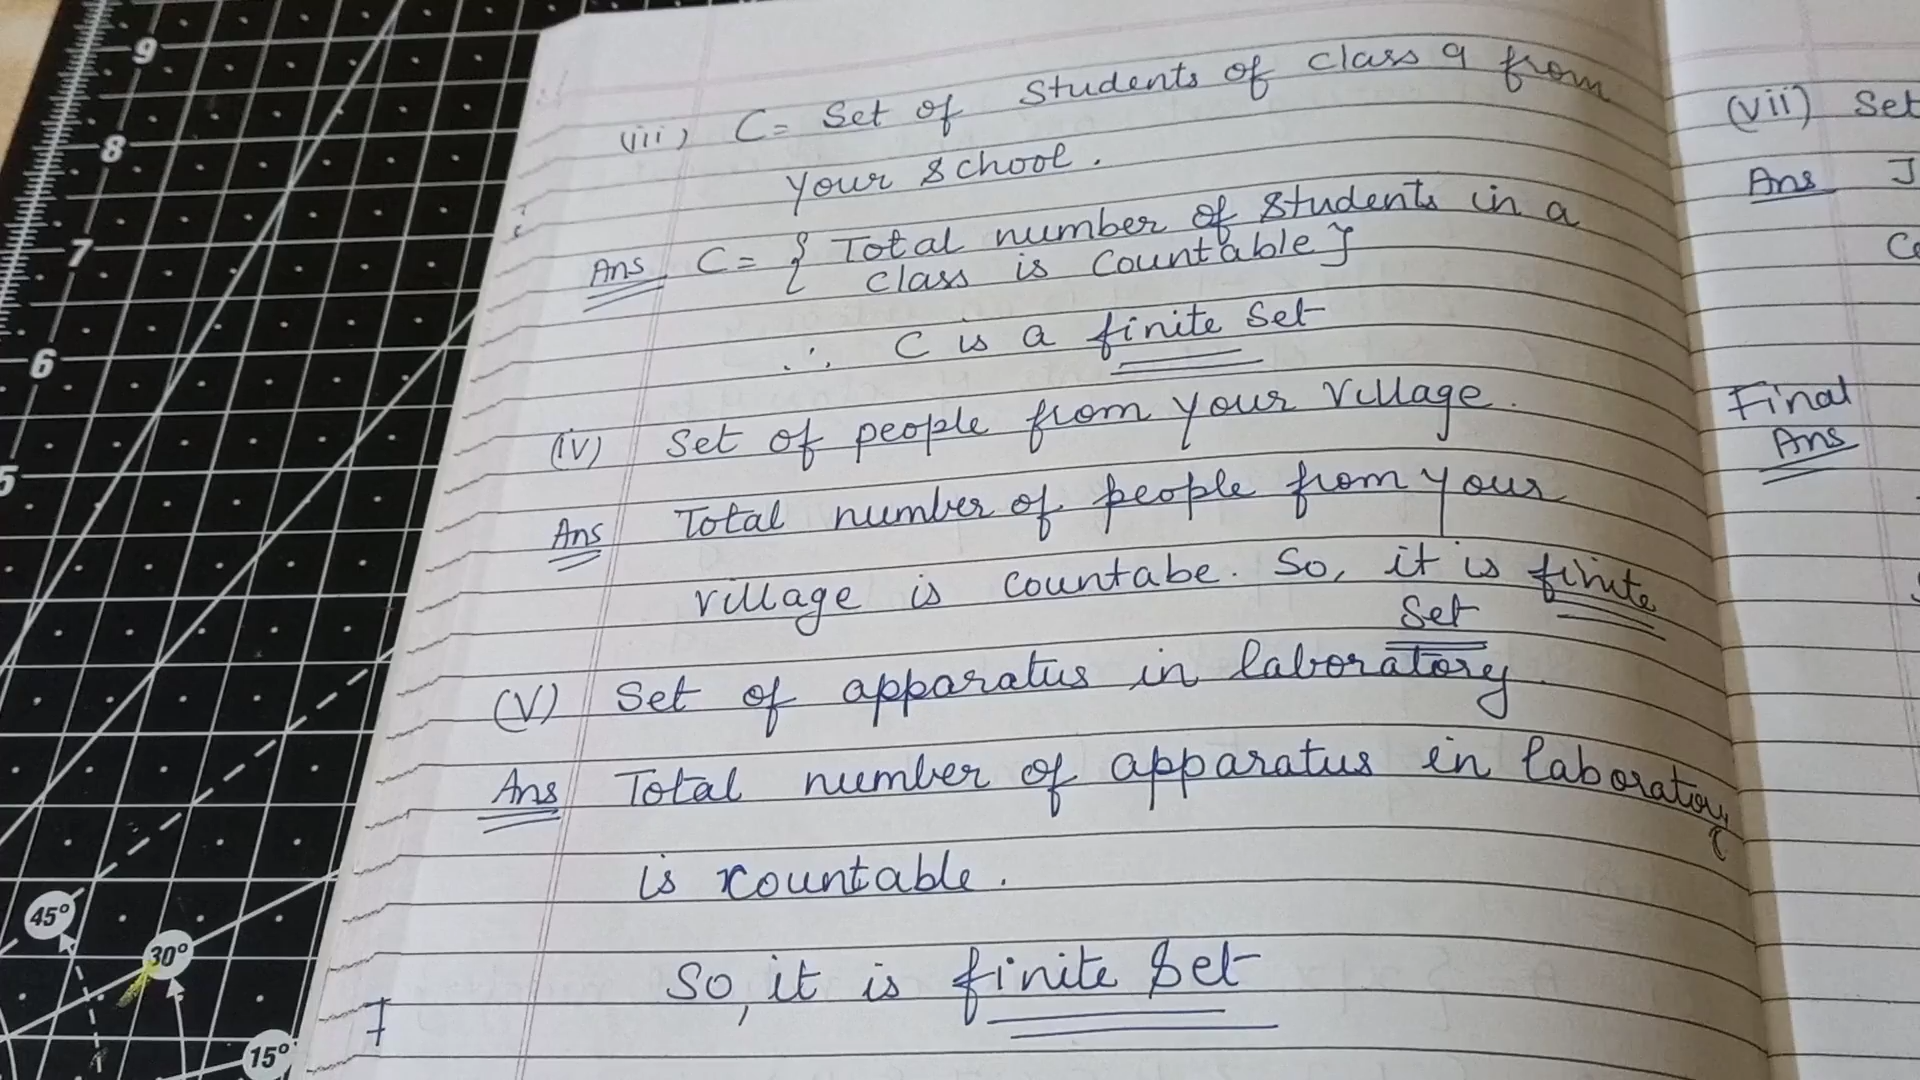 9
8
7
6
5
45°
30°
15°
(iii) C= Set of Students of class 9 from
your school.
Ans C= { Total number of students in a
class is countable }
∴ C is a finite set
(iv) Set of people from your village.
Ans Total number of people from your
village is countabe. So, it is finite
set
(V) Set of apparatus in laboratory.
Ans Total number of apparatus in laboratory
is countable.
So, it is finite set
7
(vii) Set
Ans
Final
Ans